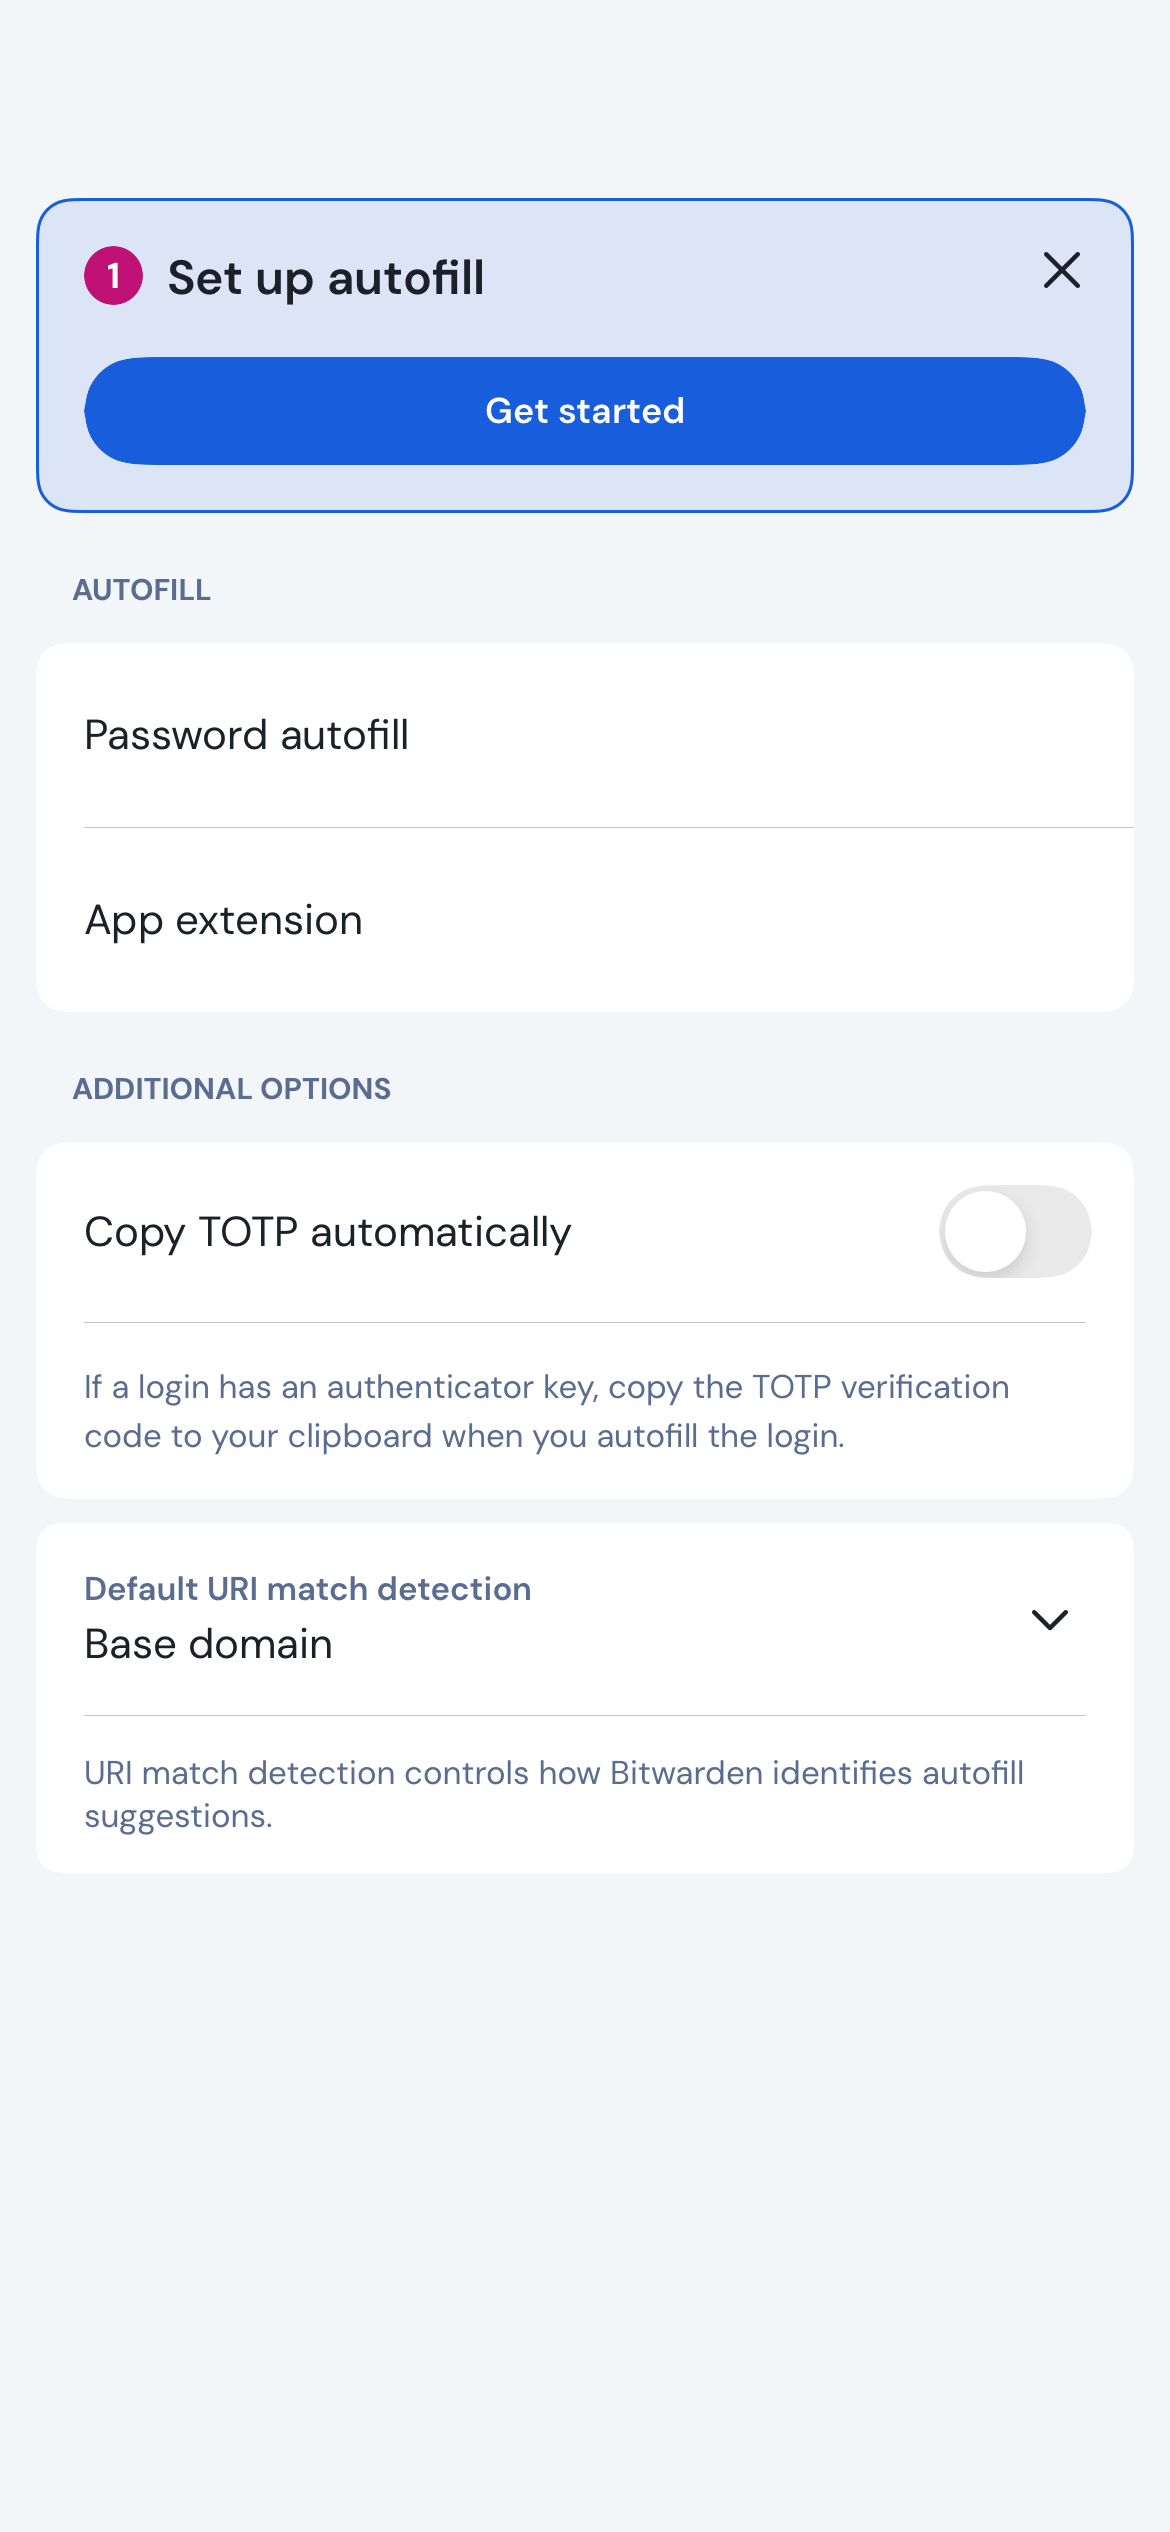 1 Set up autofill
Get started
AUTOFILL
Password autofill
App extension
ADDITIONAL OPTIONS
Copy TOTP automatically
If a login has an authenticator key, copy the TOTP verification
code to your clipboard when you autofill the login.
Default URI match detection
Base domain
URI match detection controls how Bitwarden identifies autofill
suggestions.